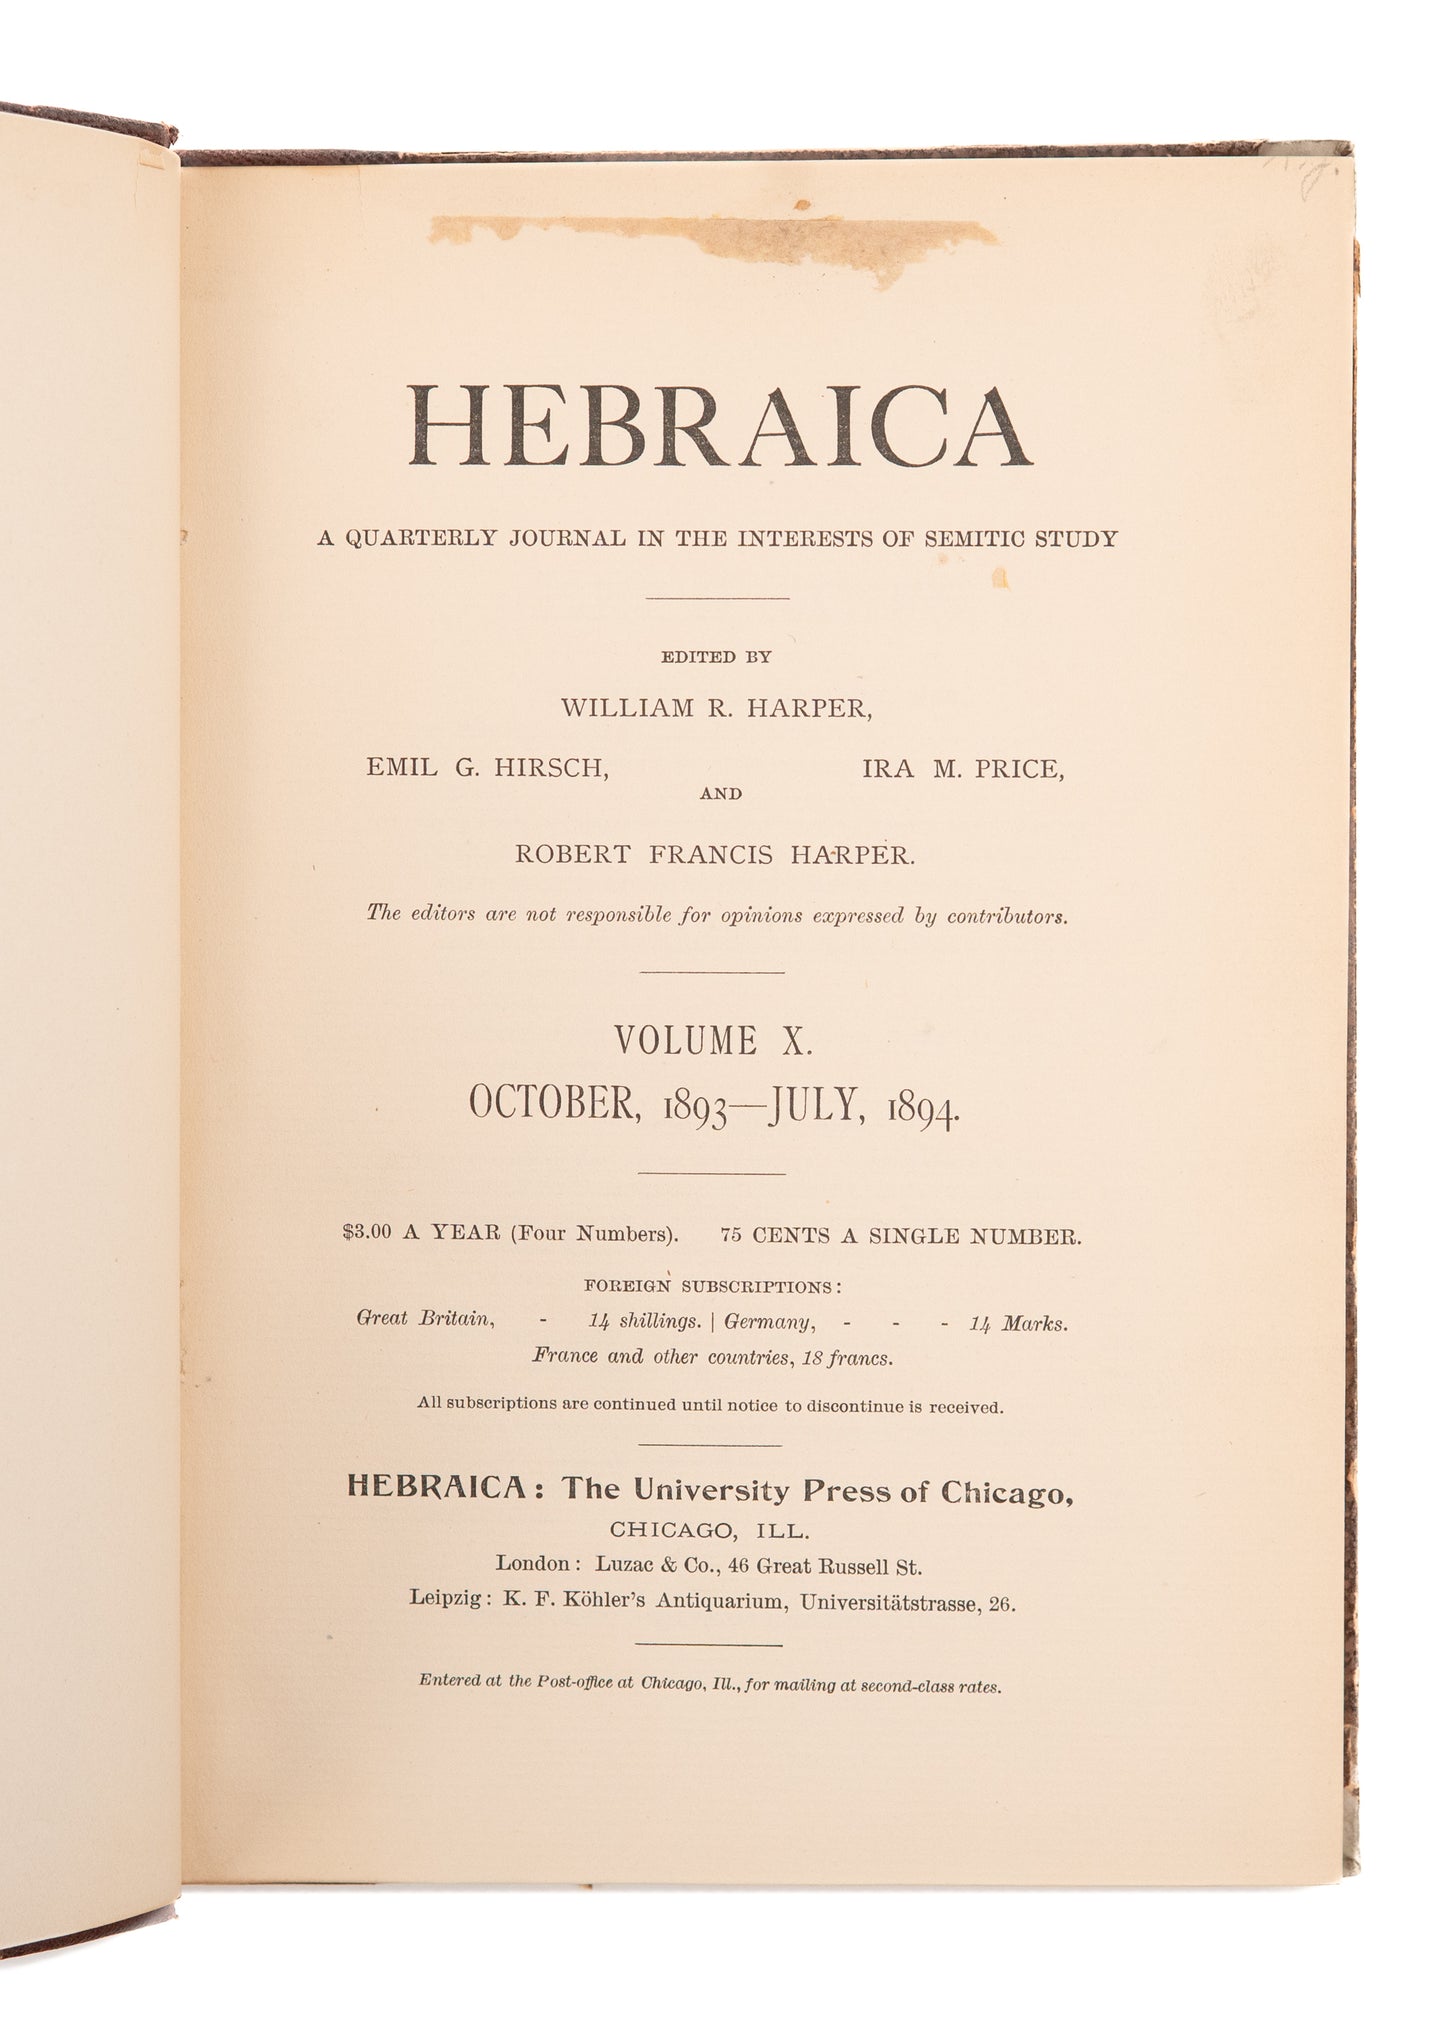 HEBRAICA
A QUARTERLY JOURNAL IN THE INTERESTS OF SEMITIC STUDY
EDITED BY
WILLIAM R. HARPER,
EMIL G. HIRSCH, IRA M. PRICE,
AND
ROBERT FRANCIS HARPER.
The editors are not responsible for opinions expressed by contributors.
VOLUME X.
OCTOBER, 1893—JULY, 1894.
$3.00 A YEAR (Four Numbers). 75 CENTS A SINGLE NUMBER.
FOREIGN SUBSCRIPTIONS:
Great Britain, - 14 shillings. | Germany, - - - 14 Marks.
France and other countries, 18 francs.
All subscriptions are continued until notice to discontinue is received.
HEBRAICA: The University Press of Chicago,
CHICAGO, ILL.
London: Luzac & Co., 46 Great Russell St.
Leipzig: K. F. Köhler's Antiquarium, Universitätstrasse, 26.
Entered at the Post-office at Chicago, Ill., for mailing at second-class rates.